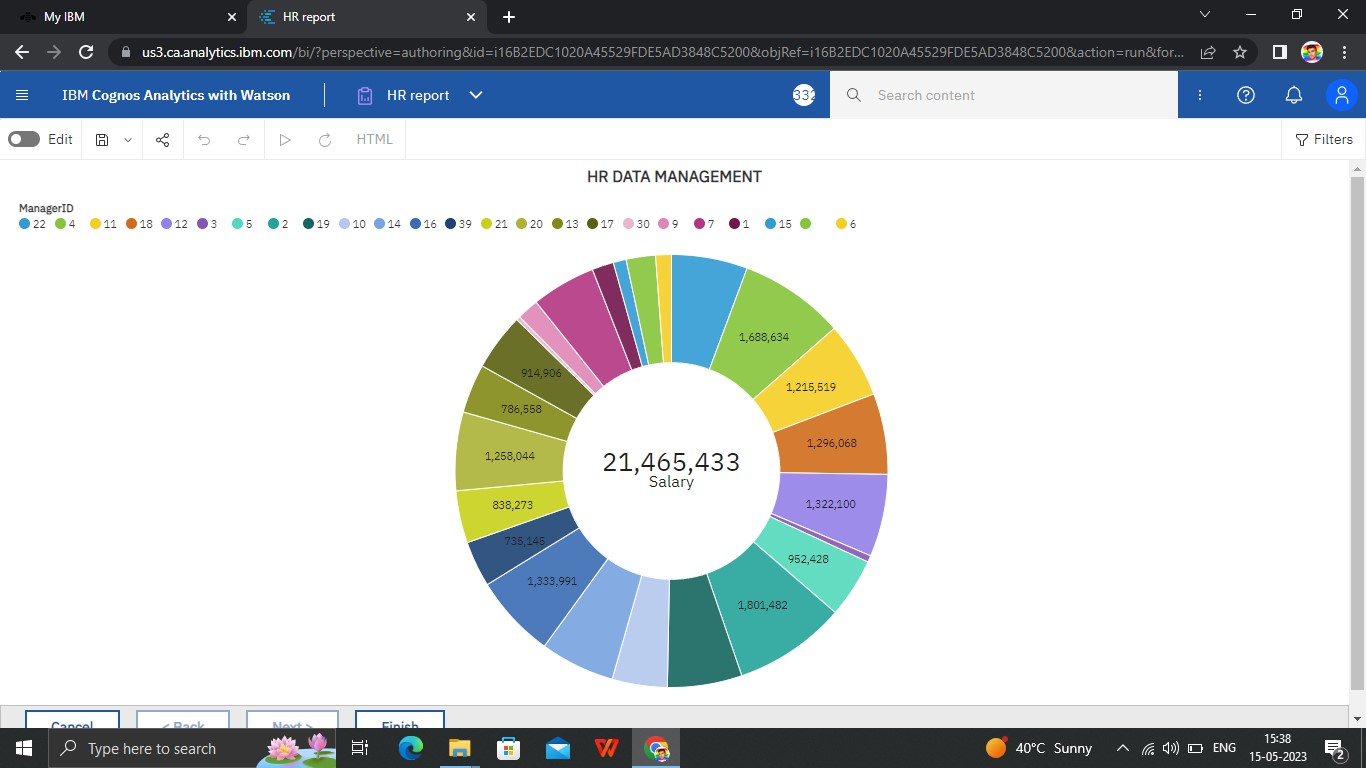 My IBM
HR report
us3.ca.analytics.ibm.com/bi/?perspective=authoring&id=i16B2EDC1020A45529FDE5AD3848C5200&objRef=i16B2EDC1020A45529FDE5AD3848C5200&action=run&for...
IBM Cognos Analytics with Watson
HR report
332
Search content
Edit
HTML
Filters
HR DATA MANAGEMENT
ManagerID
22 4 11 18 12 3 5 2 19 10 14 16 39 21 20 13 17 30 9 7 1 15 6
1,688,634
914,906
1,215,519
786,558
1,296,068
1,258,044
21,465,433
Salary
838,273
1,322,100
735,145
952,428
1,333,991
1,801,482
Cancel
< Back
Next >
Finish
Type here to search
40°C Sunny
ENG
15:38
15-05-2023
2